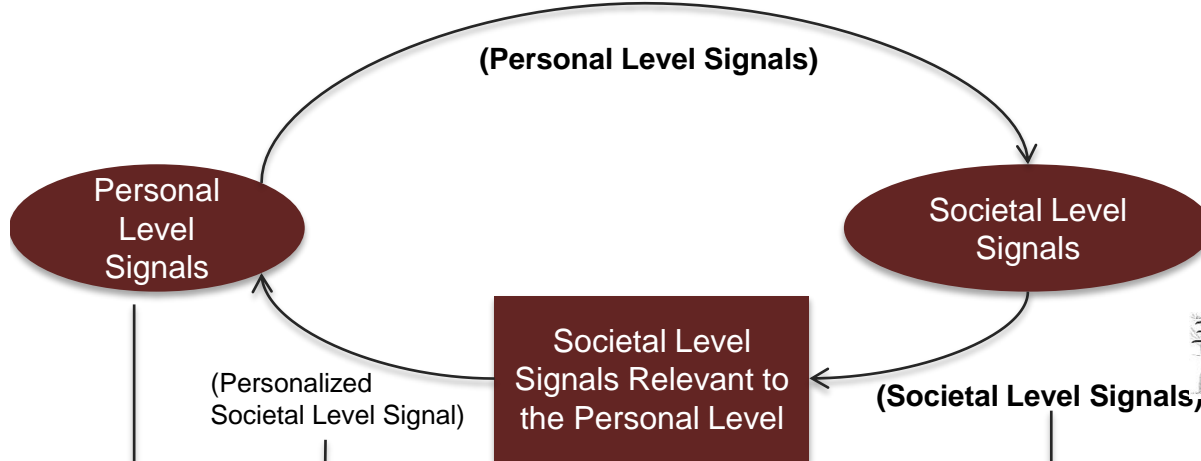 (Personal Level Signals)
Personal
Level
Signals
Societal Level
Signals
Societal Level
Signals Relevant to
the Personal Level
(Personalized
Societal Level Signal)
(Societal Level Signals)